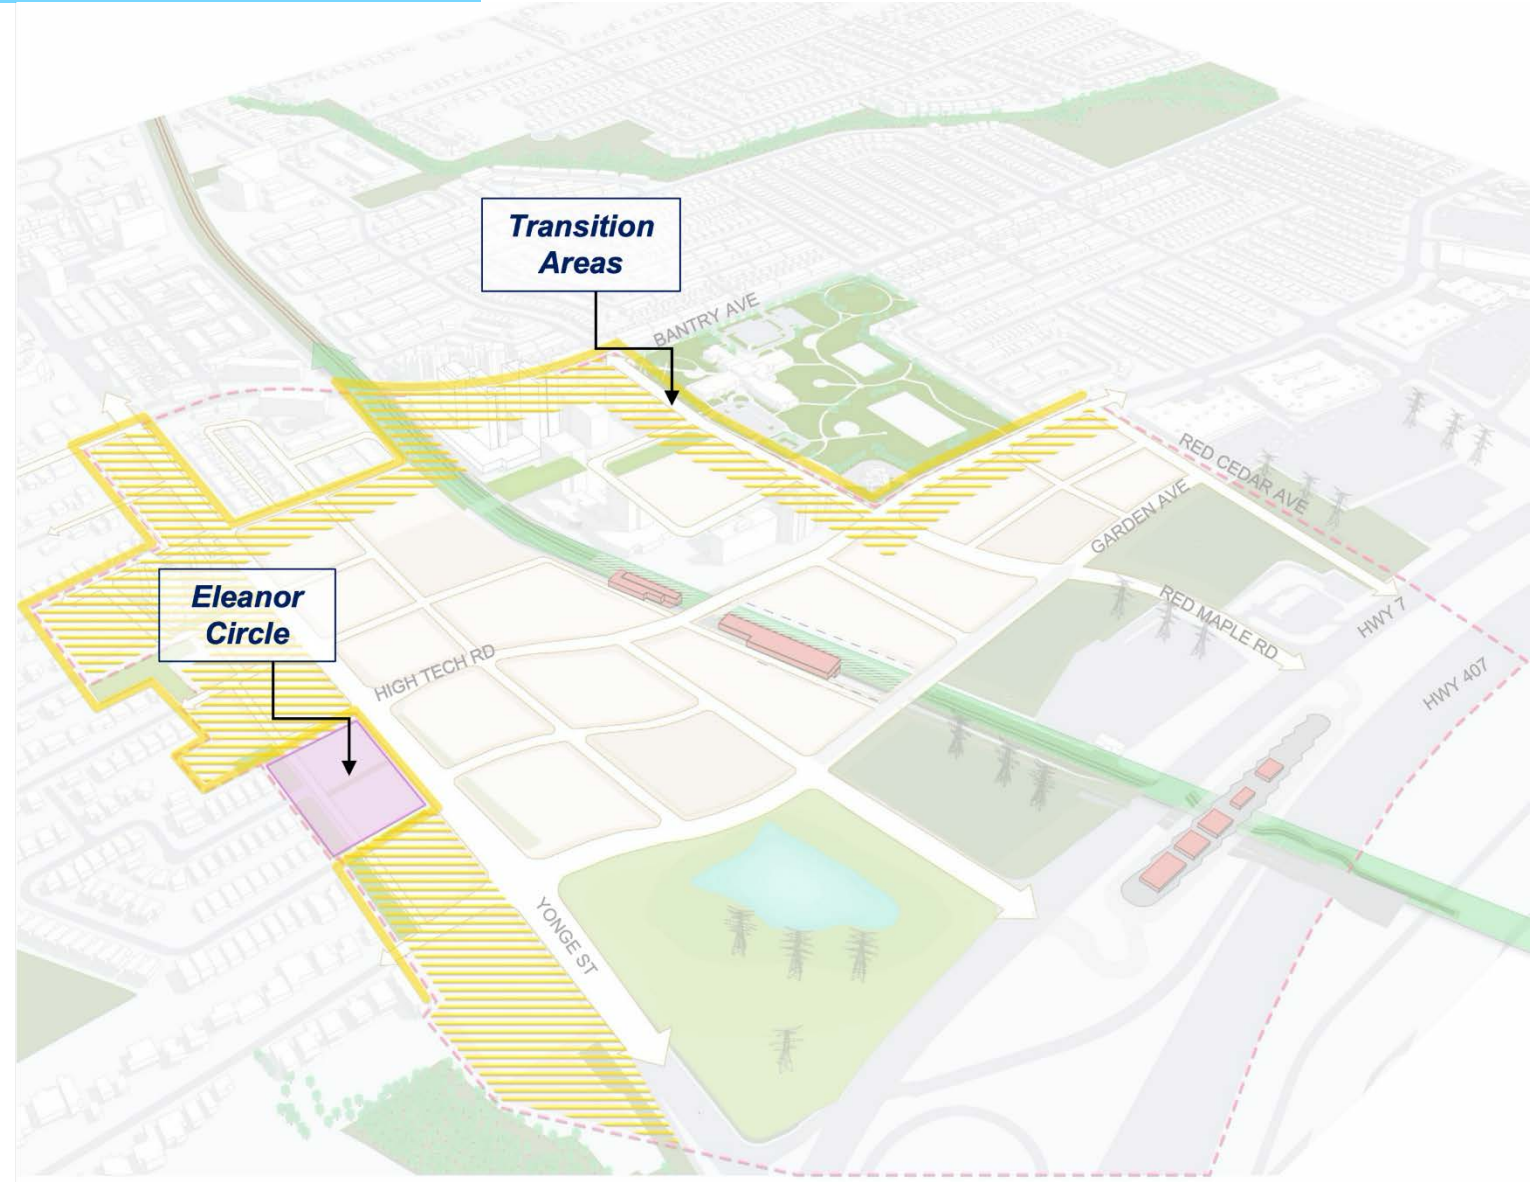 Transition
Areas
BANTRY AVE
RED CEDAR AVE
GARDEN AVE
RED MAPLE RD
HWY 7
HWY 407
Eleanor
Circle
HIGH TECH RD
YONGE ST